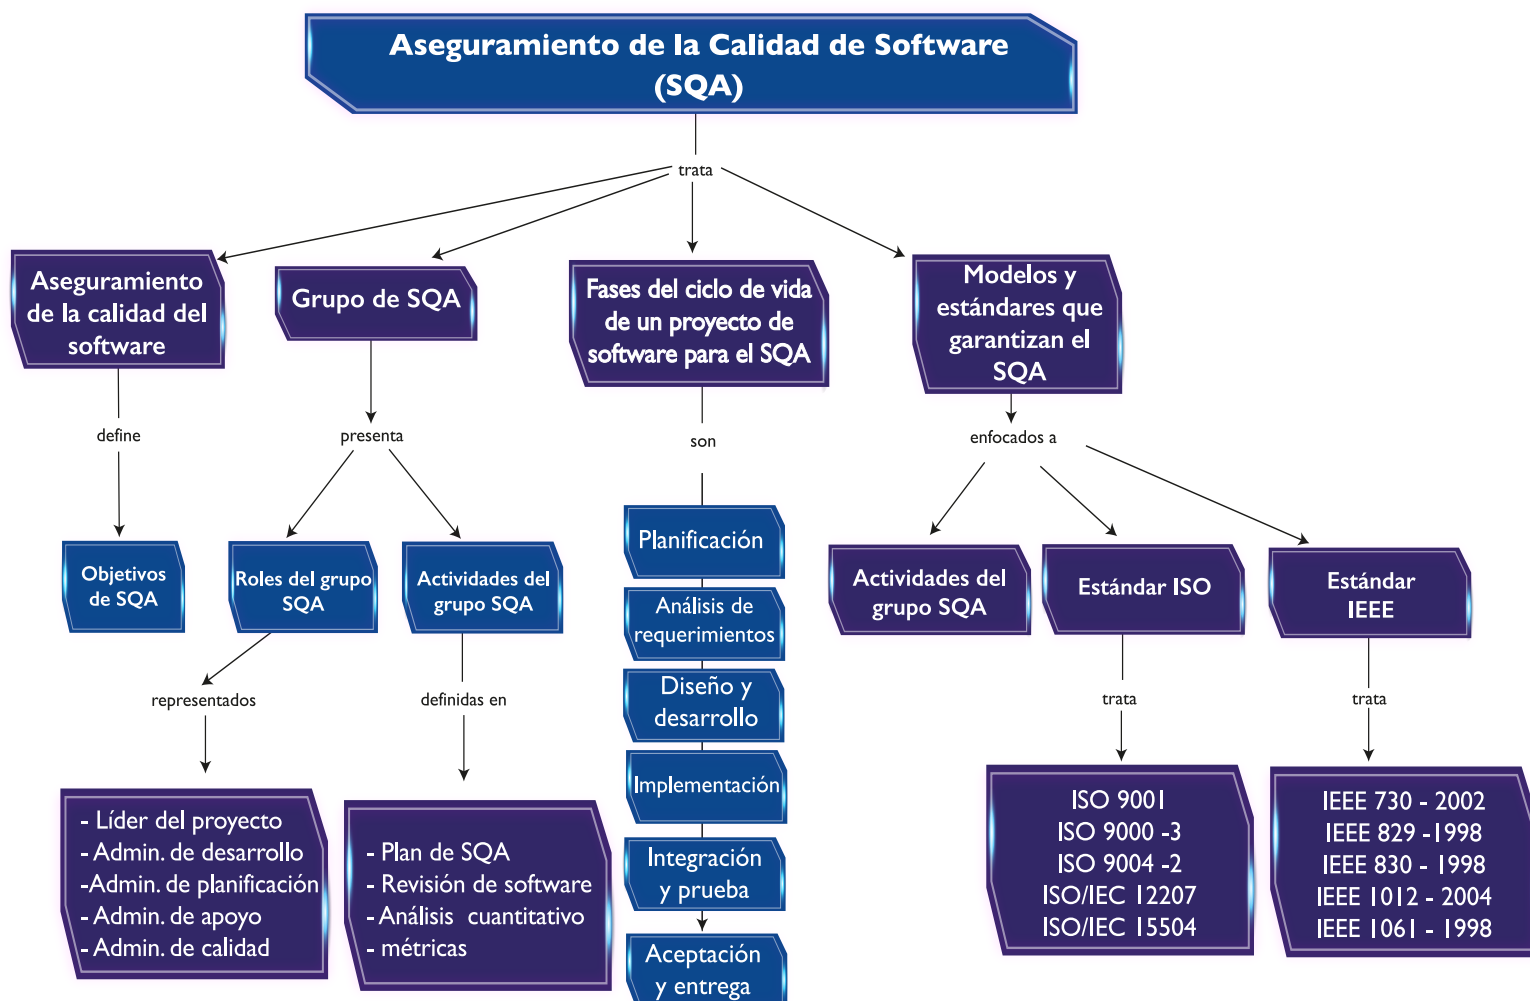 Aseguramiento de la Calidad de Software
(SQA)
trata
Aseguramiento
de la calidad del
software
Grupo de SQA
Fases del ciclo de vida
de un proyecto de
software para el SQA
Modelos y
estándares que
garantizan el
SQA
define
presenta
son
enfocados a
Objetivos
de SQA
Roles del grupo
SQA
Actividades del
grupo SQA
Planificación
Análisis de
requerimientos
Diseño y
desarrollo
Implementación
Integración
y prueba
Aceptación
y entrega
Actividades del
grupo SQA
Estándar ISO
Estándar
IEEE
representados
definidas en
trata
trata
- Líder del proyecto
- Admin. de desarrollo
-Admin. de planificación
- Admin. de apoyo
- Admin. de calidad
- Plan de SQA
- Revisión de software
- Análisis cuantitativo
- métricas
ISO 9001
ISO 9000 -3
ISO 9004 -2
ISO/IEC 12207
ISO/IEC 15504
IEEE 730 - 2002
IEEE 829 -1998
IEEE 830 - 1998
IEEE 1012 - 2004
IEEE 1061 - 1998